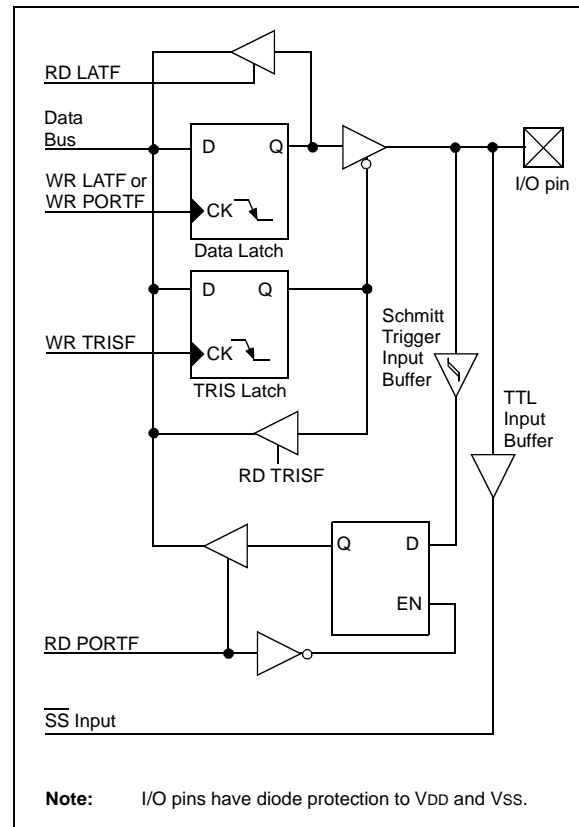 RD LATF
Data
Bus
D Q
WR LATF or
WR PORTF
CK
Data Latch
I/O pin
D Q
WR TRISF
CK
TRIS Latch
Schmitt
Trigger
Input
Buffer
TTL
Input
Buffer
RD TRISF
Q D
EN
RD PORTF
SS Input
Note: I/O pins have diode protection to VDD and VSS.